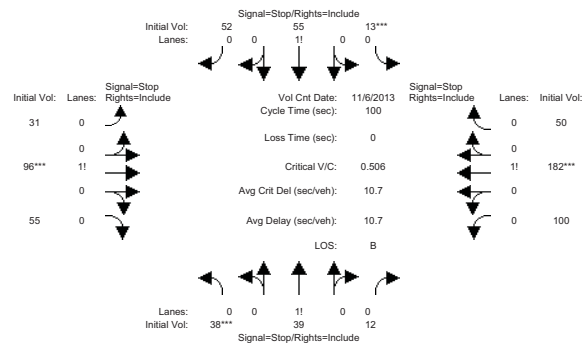 Signal=Stop/Rights=Include
Initial Vol: 52 55 13***
Lanes: 0 0 1! 0 0
Signal=Stop
Initial Vol: Lanes: Rights=Include Vol Cnt Date: 11/6/2013 Signal=Stop Rights=Include Lanes: Initial Vol:
Cycle Time (sec): 100
31 0 0 50
Loss Time (sec): 0
0 0
96*** 1! Critical V/C: 0.506 1! 182***
0 Avg Crit Del (sec/veh): 10.7 0
55 0 Avg Delay (sec/veh): 10.7 0 100
LOS: B
Lanes: 0 0 1! 0 0
Initial Vol: 38*** 39 12
Signal=Stop/Rights=Include